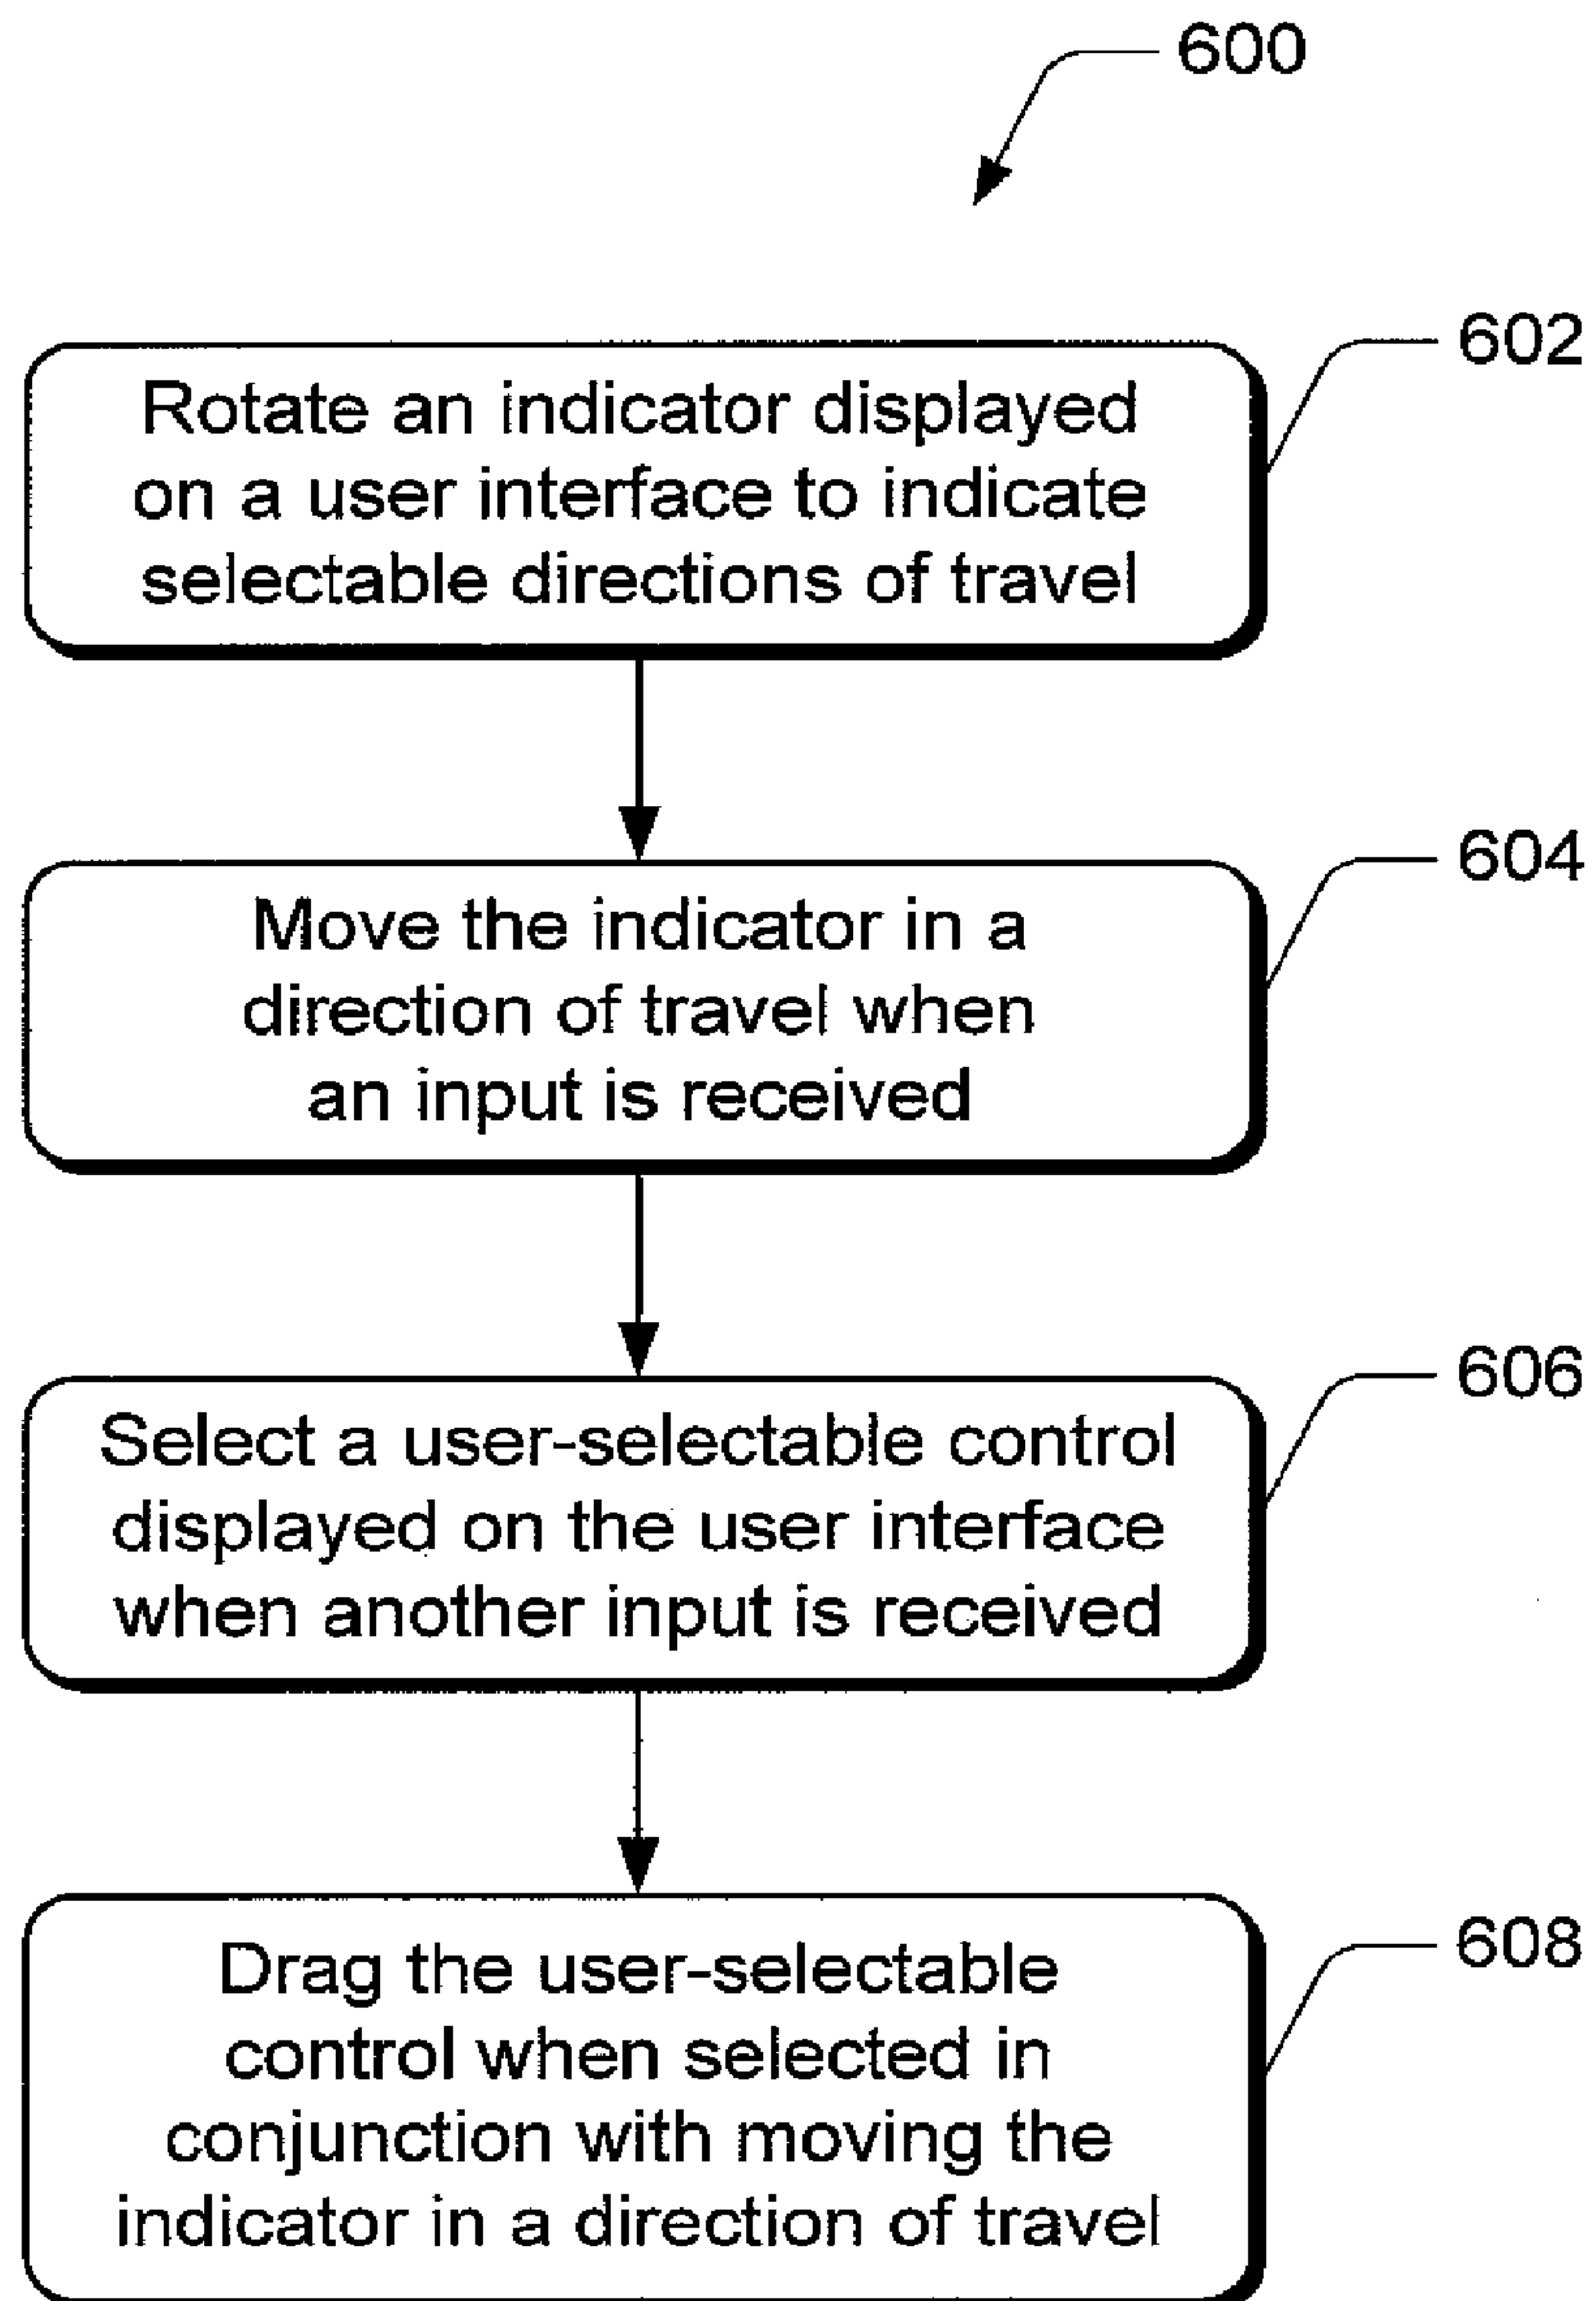 600
602
Rotate an indicator displayed
on a user interface to indicate
selectable directions of travel
604
Move the indicator in a
direction of travel when
an input is received
606
Select a user-selectable control
displayed on the user interface
when another input is received
608
Drag the user-selectable
control when selected in
conjunction with moving the
indicator in a direction of travel